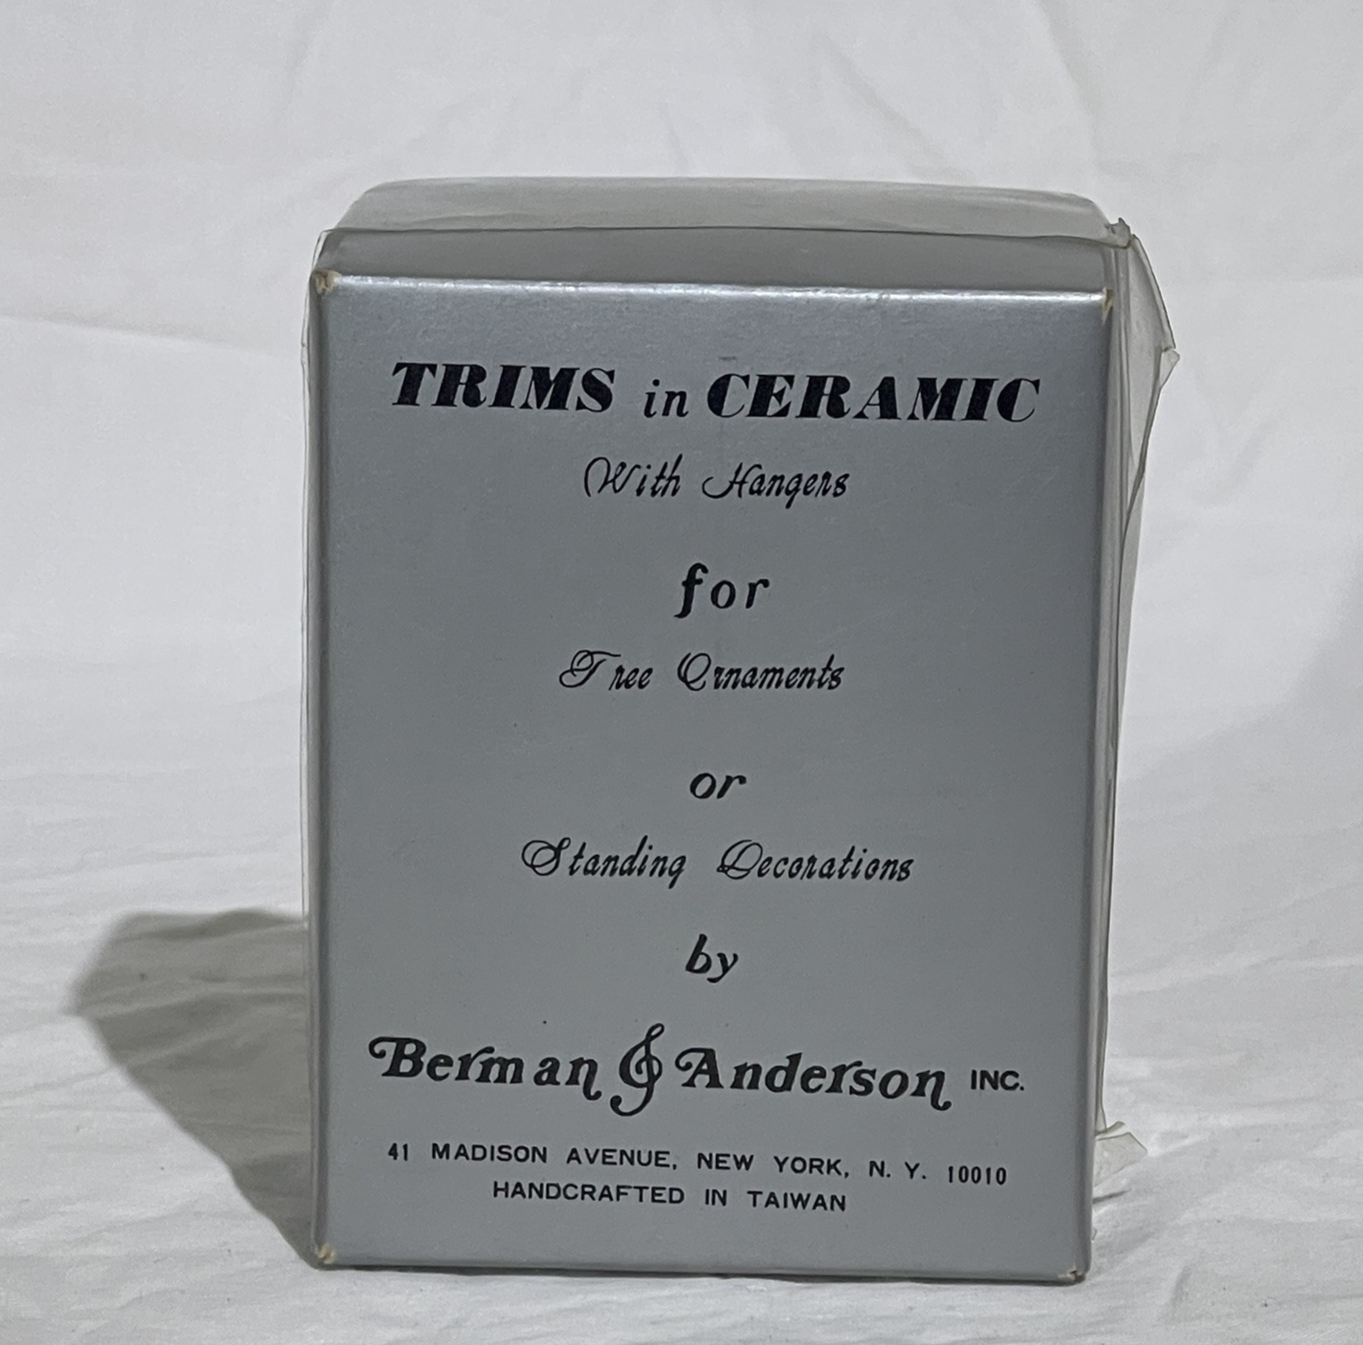 TRIMS in CERAMIC
With Hangers
for
Tree Ornaments
or
Standing Decorations
by
Berman & Anderson INC.
41 MADISON AVENUE, NEW YORK, N. Y. 10010
HANDCRAFTED IN TAIWAN